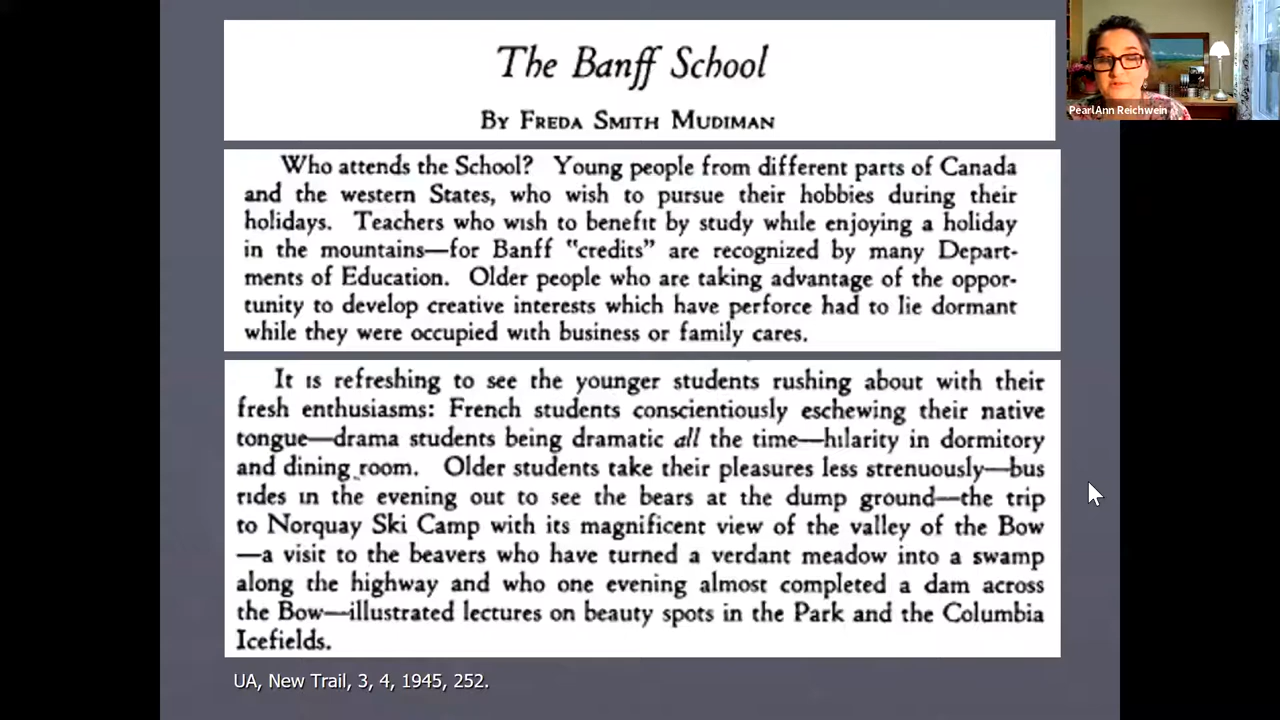 The Banff School
By Freda Smith Mudiman
PearlAnn Reichwein
Who attends the School? Young people from different parts of Canada
and the western States, who wish to pursue their hobbies during their
holidays. Teachers who wish to benefit by study while enjoying a holiday
in the mountains—for Banff "credits" are recognized by many Depart-
ments of Education. Older people who are taking advantage of the oppor-
tunity to develop creative interests which have perforce had to lie dormant
while they were occupied with business or family cares.
It is refreshing to see the younger students rushing about with their
fresh enthusiasms: French students conscientiously eschewing their native
tongue—drama students being dramatic all the time—hilarity in dormitory
and dining room. Older students take their pleasures less strenuously—bus
rides in the evening out to see the bears at the dump ground—the trip
to Norquay Ski Camp with its magnificent view of the valley of the Bow
—a visit to the beavers who have turned a verdant meadow into a swamp
along the highway and who one evening almost completed a dam across
the Bow—illustrated lectures on beauty spots in the Park and the Columbia
Icefields.
UA, New Trail, 3, 4, 1945, 252.